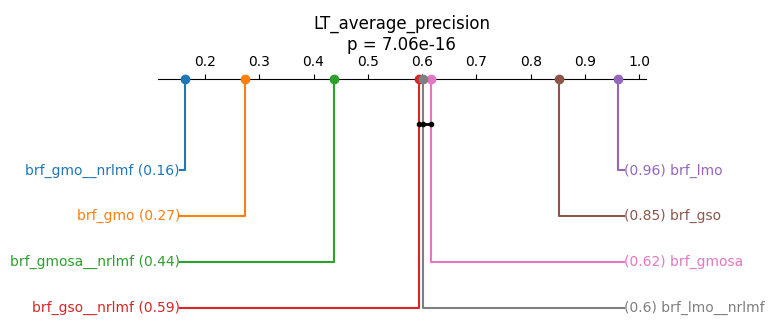 LT_average_precision
p = 7.06e-16
0.2 0.3 0.4 0.5 0.6 0.7 0.8 0.9 1.0
brf_gmo__nrlmf (0.16) (0.96) brf_lmo
brf_gmo (0.27) (0.85) brf_gso
brf_gmosa__nrlmf (0.44) (0.62) brf_gmosa
brf_gso__nrlmf (0.59) (0.6) brf_lmo__nrlmf